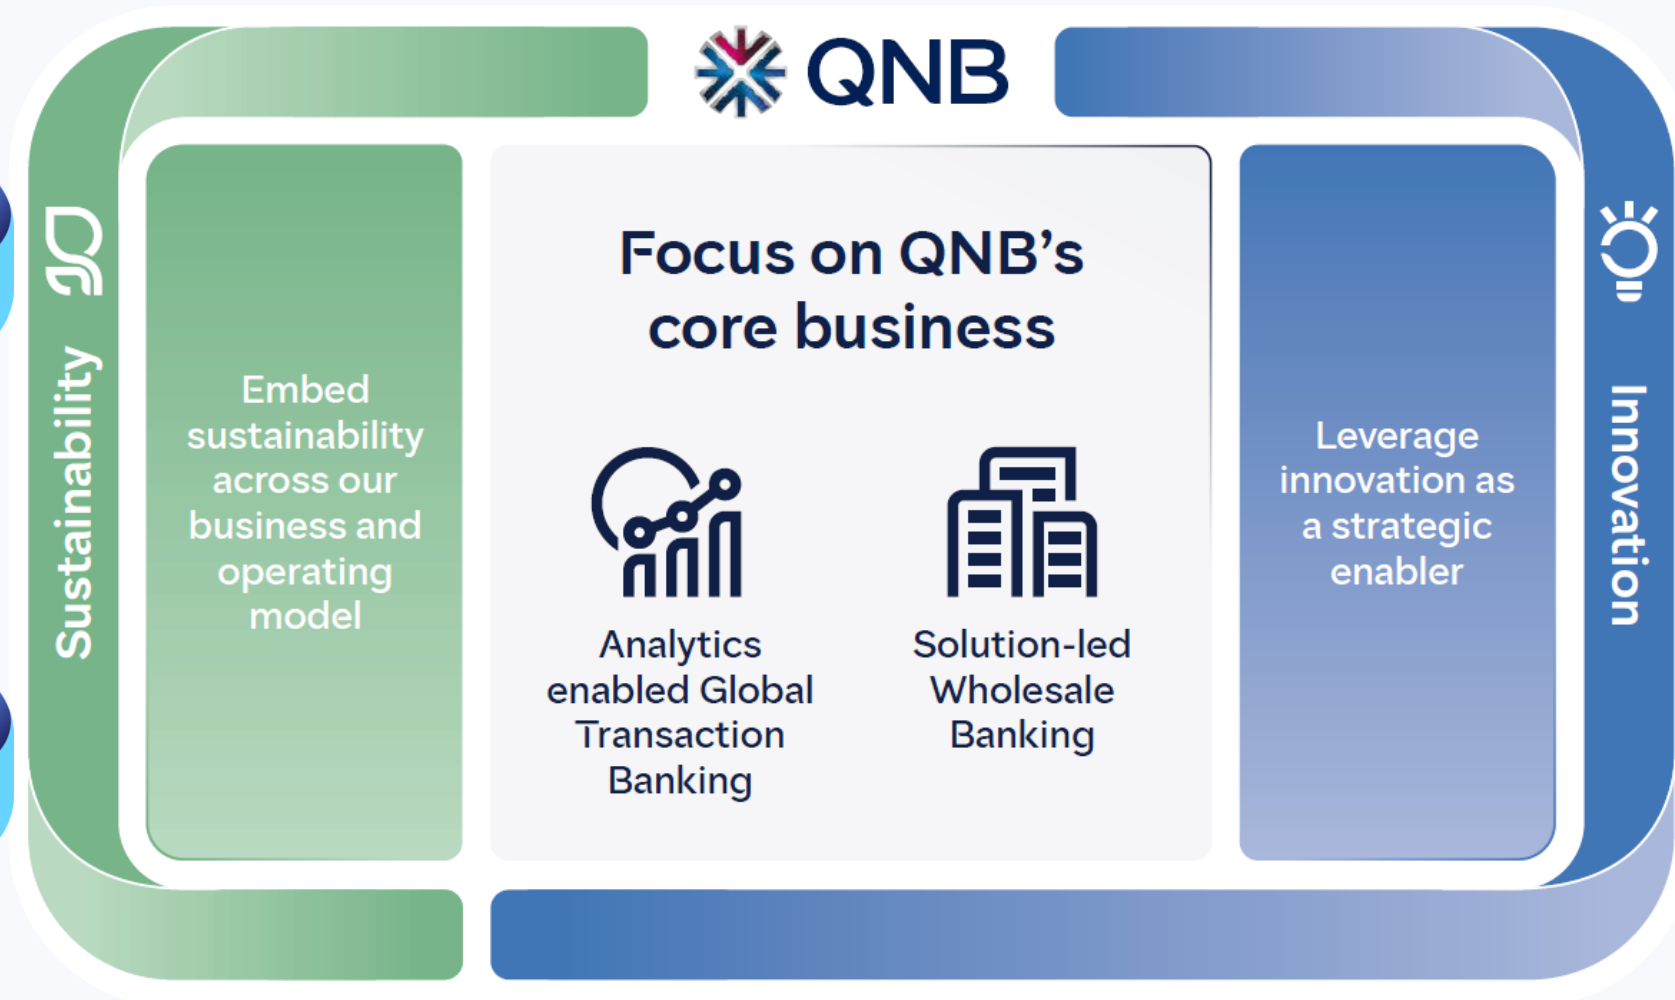 QNB
Sustainability
Embed
sustainability
across our
business and
operating
model
Focus on QNB’s
core business
Analytics
enabled Global
Transaction
Banking
Solution-led
Wholesale
Banking
Leverage
innovation as
a strategic
enabler
Innovation